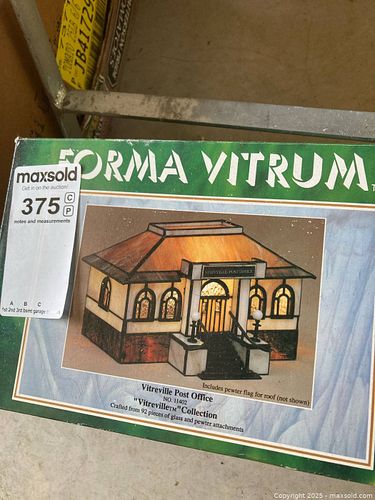 JB41729
FORMA VITRUM
maxsold
Get in on the auction!
375
C
P
notes and measurements
A B C
VITREVILLE POST OFFICE
Includes pewter flag for roof (not shown)
Vitreville Post Office
NO. 11402
"Vitreville™" Collection
Crafted from 92 pieces of glass and pewter attachments
Copyright 2025 - maxsold.com